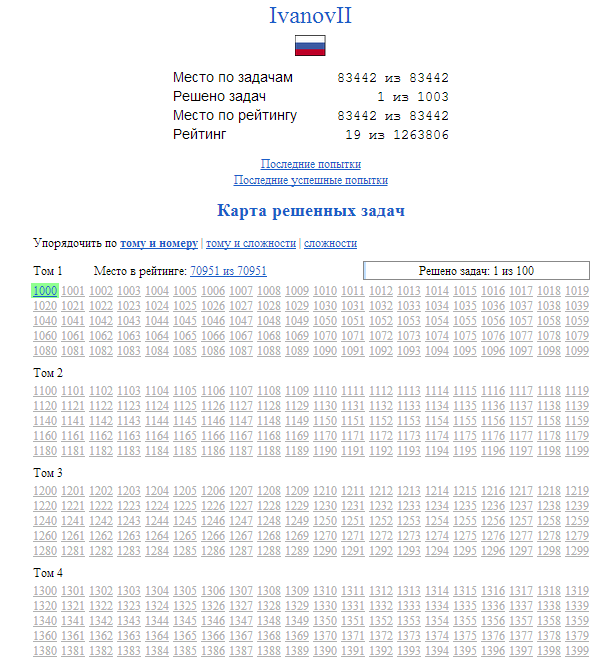 IvanovII
Место по задачам 83442 из 83442
Решено задач 1 из 1003
Место по рейтингу 83442 из 83442
Рейтинг 19 из 1263806
Последние попытки
Последние успешные попытки
Карта решенных задач
Упорядочить по тому и номеру | тому и сложности | сложности
Том 1 Место в рейтинге: 70951 из 70951 Решено задач: 1 из 100
1000 1001 1002 1003 1004 1005 1006 1007 1008 1009 1010 1011 1012 1013 1014 1015 1016 1017 1018 1019
1020 1021 1022 1023 1024 1025 1026 1027 1028 1029 1030 1031 1032 1033 1034 1035 1036 1037 1038 1039
1040 1041 1042 1043 1044 1045 1046 1047 1048 1049 1050 1051 1052 1053 1054 1055 1056 1057 1058 1059
1060 1061 1062 1063 1064 1065 1066 1067 1068 1069 1070 1071 1072 1073 1074 1075 1076 1077 1078 1079
1080 1081 1082 1083 1084 1085 1086 1087 1088 1089 1090 1091 1092 1093 1094 1095 1096 1097 1098 1099
Том 2
1100 1101 1102 1103 1104 1105 1106 1107 1108 1109 1110 1111 1112 1113 1114 1115 1116 1117 1118 1119
1120 1121 1122 1123 1124 1125 1126 1127 1128 1129 1130 1131 1132 1133 1134 1135 1136 1137 1138 1139
1140 1141 1142 1143 1144 1145 1146 1147 1148 1149 1150 1151 1152 1153 1154 1155 1156 1157 1158 1159
1160 1161 1162 1163 1164 1165 1166 1167 1168 1169 1170 1171 1172 1173 1174 1175 1176 1177 1178 1179
1180 1181 1182 1183 1184 1185 1186 1187 1188 1189 1190 1191 1192 1193 1194 1195 1196 1197 1198 1199
Том 3
1200 1201 1202 1203 1204 1205 1206 1207 1208 1209 1210 1211 1212 1213 1214 1215 1216 1217 1218 1219
1220 1221 1222 1223 1224 1225 1226 1227 1228 1229 1230 1231 1232 1233 1234 1235 1236 1237 1238 1239
1240 1241 1242 1243 1244 1245 1246 1247 1248 1249 1250 1251 1252 1253 1254 1255 1256 1257 1258 1259
1260 1261 1262 1263 1264 1265 1266 1267 1268 1269 1270 1271 1272 1273 1274 1275 1276 1277 1278 1279
1280 1281 1282 1283 1284 1285 1286 1287 1288 1289 1290 1291 1292 1293 1294 1295 1296 1297 1298 1299
Том 4
1300 1301 1302 1303 1304 1305 1306 1307 1308 1309 1310 1311 1312 1313 1314 1315 1316 1317 1318 1319
1320 1321 1322 1323 1324 1325 1326 1327 1328 1329 1330 1331 1332 1333 1334 1335 1336 1337 1338 1339
1340 1341 1342 1343 1344 1345 1346 1347 1348 1349 1350 1351 1352 1353 1354 1355 1356 1357 1358 1359
1360 1361 1362 1363 1364 1365 1366 1367 1368 1369 1370 1371 1372 1373 1374 1375 1376 1377 1378 1379
1380 1381 1382 1383 1384 1385 1386 1387 1388 1389 1390 1391 1392 1393 1394 1395 1396 1397 1398 1399